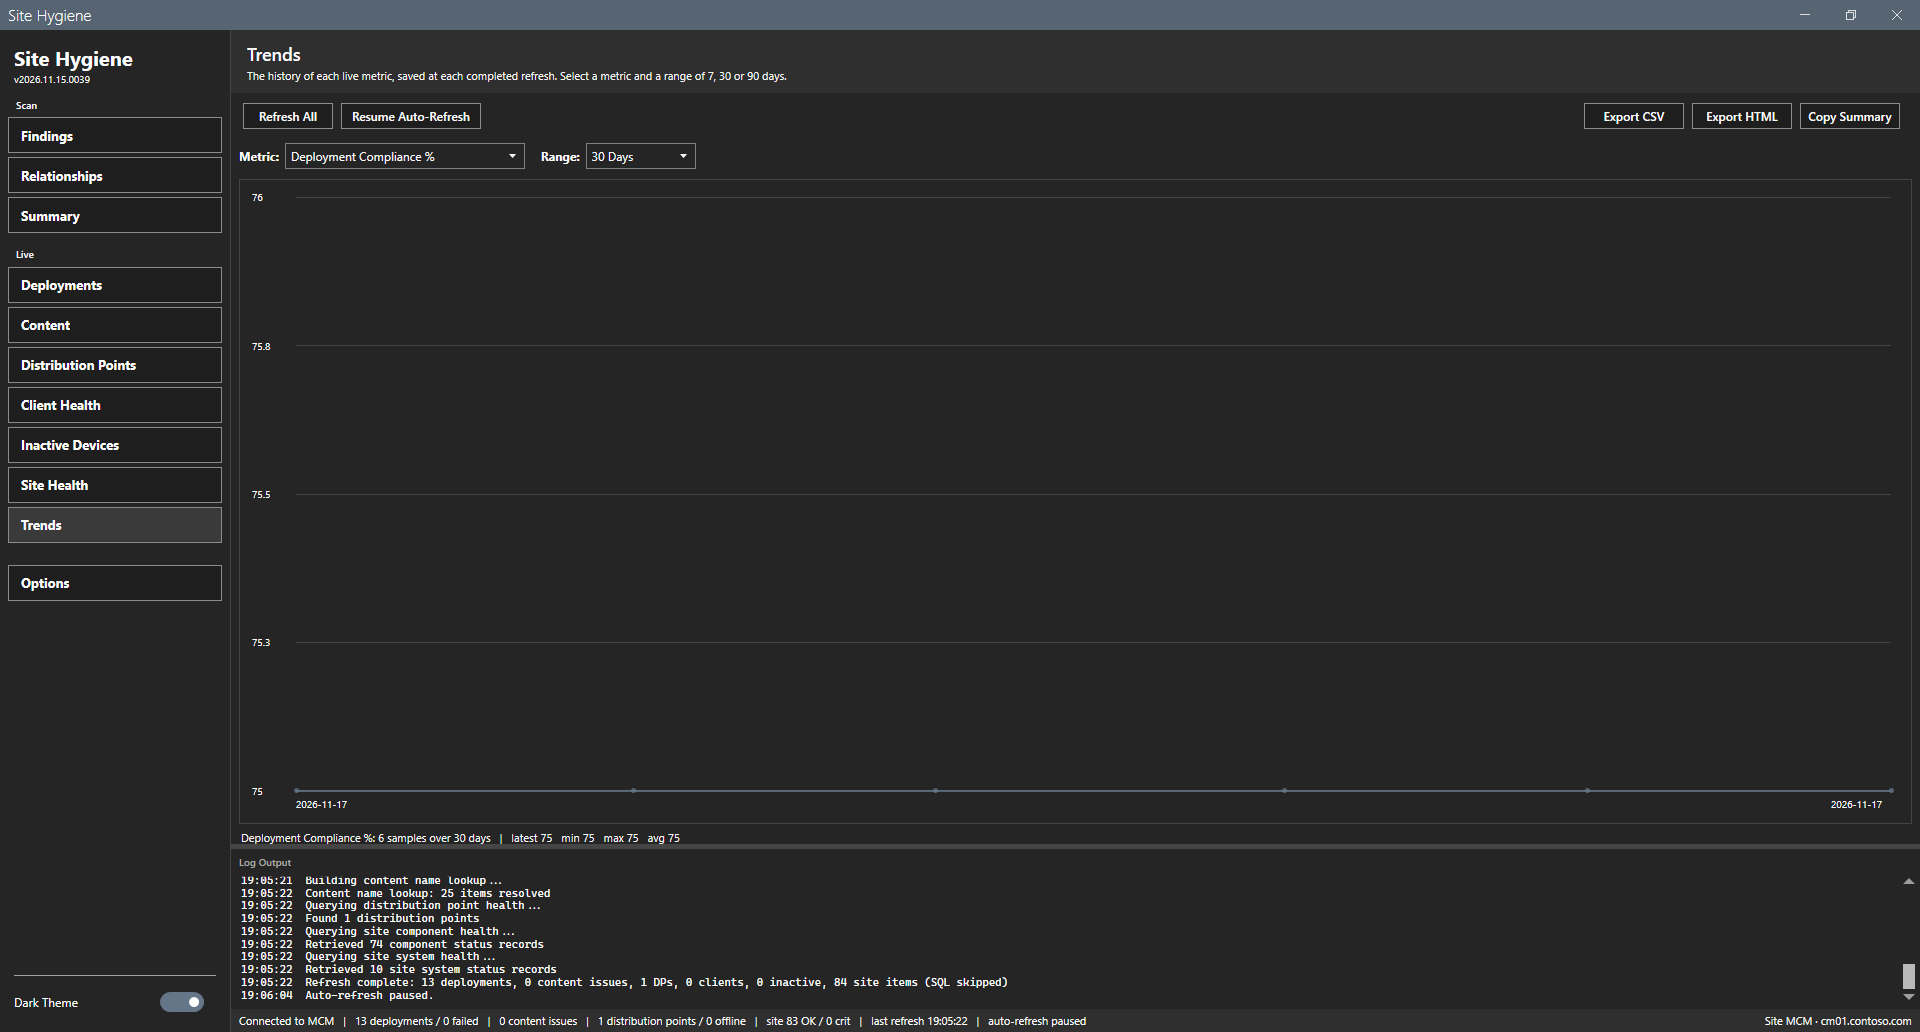 Site Hygiene
Site Hygiene
v2026.11.15.0039
Scan
Findings
Relationships
Summary
Live
Deployments
Content
Distribution Points
Client Health
Inactive Devices
Site Health
Trends
Options
Dark Theme
Trends
The history of each live metric, saved at each completed refresh. Select a metric and a range of 7, 30 or 90 days.
Refresh All
Resume Auto-Refresh
Export CSV
Export HTML
Copy Summary
Metric: Deployment Compliance % Range: 30 Days
76
75.8
75.5
75.3
75
2026-11-17 2026-11-17
Deployment Compliance %: 6 samples over 30 days | latest 75 min 75 max 75 avg 75
Log Output
19:05:21 Building content name lookup...
19:05:22 Content name lookup: 25 items resolved
19:05:22 Querying distribution point health...
19:05:22 Found 1 distribution points
19:05:22 Querying site component health...
19:05:22 Retrieved 74 component status records
19:05:22 Querying site system health...
19:05:22 Retrieved 10 site system status records
19:05:22 Refresh complete: 13 deployments, 0 content issues, 1 DPs, 0 clients, 0 inactive, 84 site items (SQL skipped)
19:06:04 Auto-refresh paused.
Connected to MCM | 13 deployments / 0 failed | 0 content issues | 1 distribution points / 0 offline | site 83 OK / 0 crit | last refresh 19:05:22 | auto-refresh paused
Site MCM · cm01.contoso.com